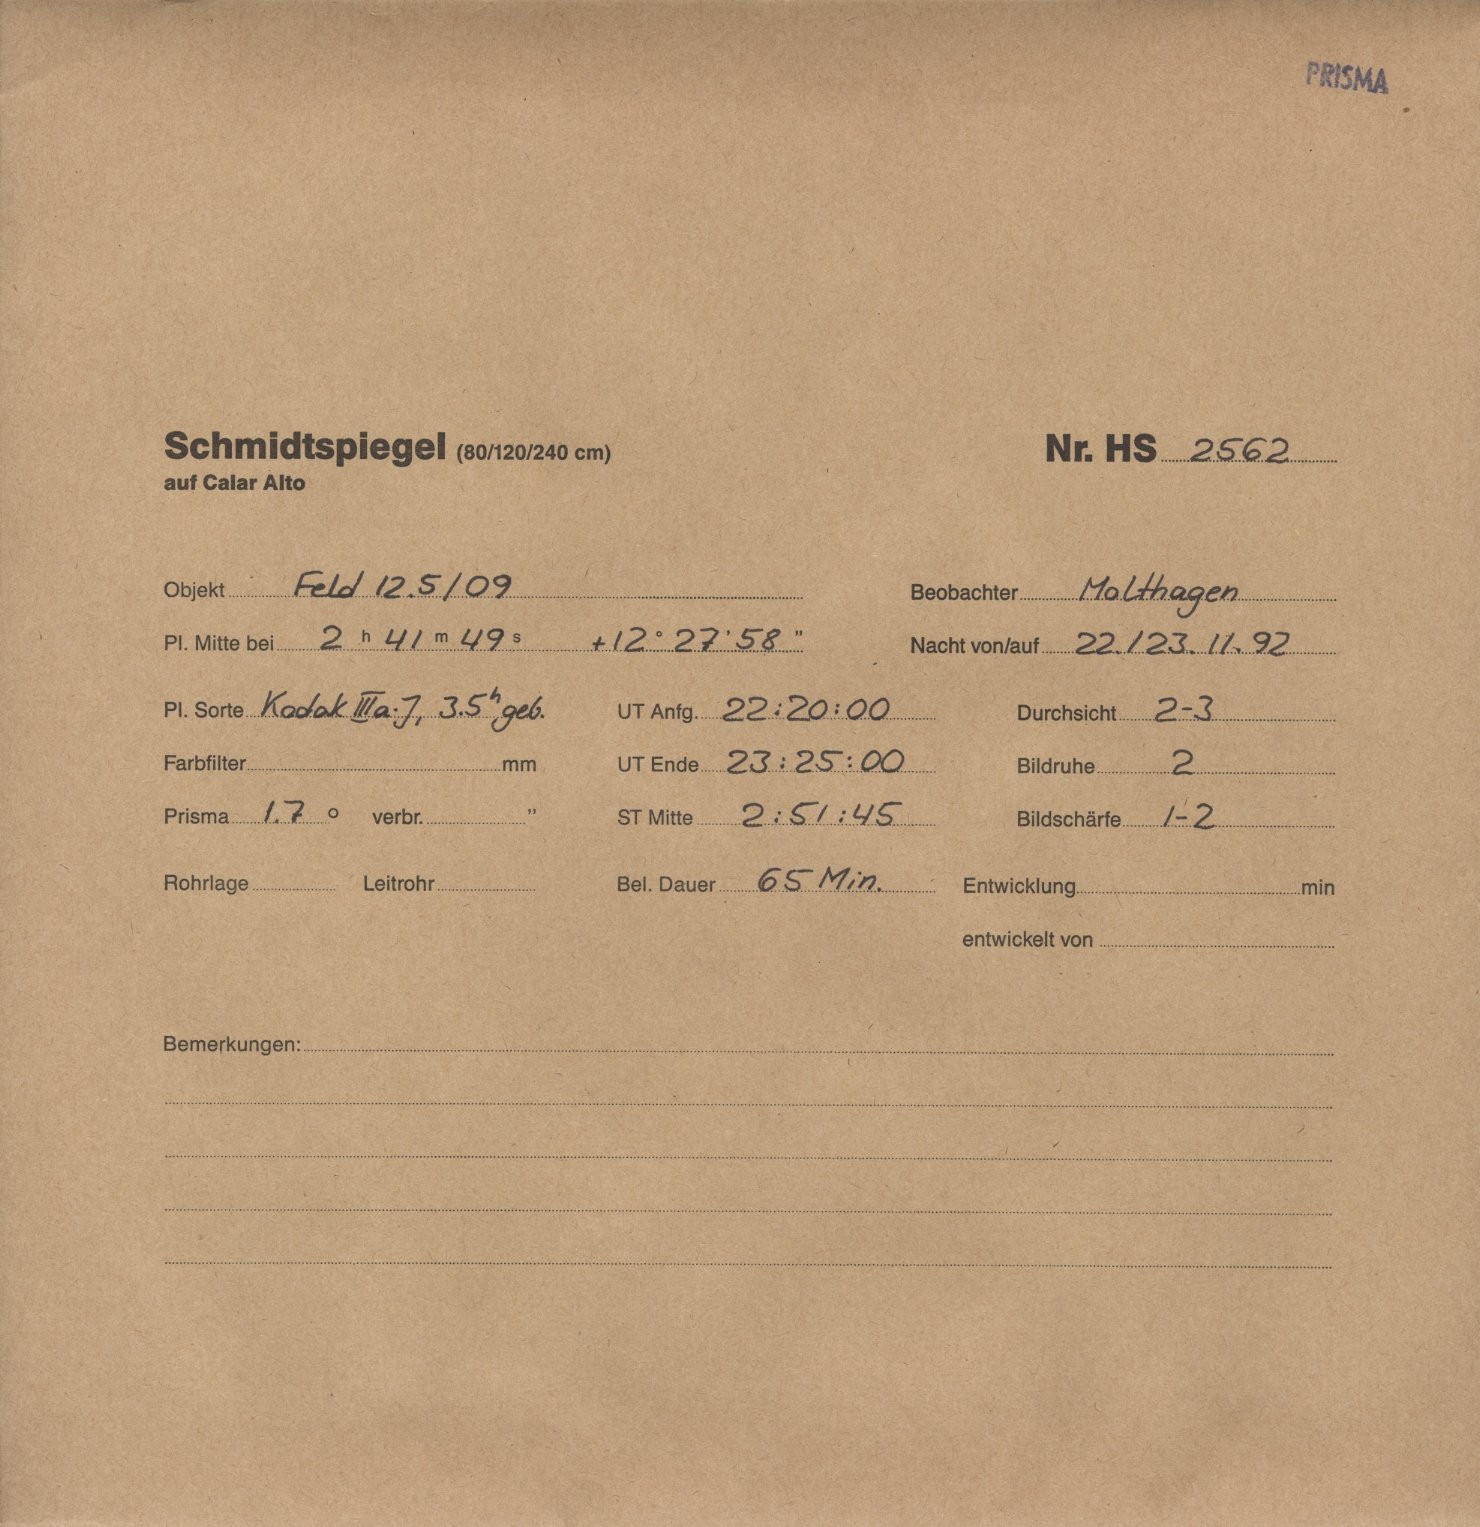 PRISMA
Schmidtspiegel (80/120/240 cm) Nr. HS 2562
auf Calar Alto
Objekt Feld 12.5/09 Beobachter Molthagen
Pl. Mitte bei 2 h 41 m 49 s +12° 27' 58" Nacht von/auf 22./23.11.92
Pl. Sorte Kodak IIIa-J, 3.5h geb. UT Anfg. 22:20:00 Durchsicht 2-3
Farbfilter mm UT Ende 23:25:00 Bildruhe 2
Prisma 1.7 ° verbr. " ST Mitte 2:51:45 Bildschärfe 1-2
Rohrlage Leitrohr Bel. Dauer 65 Min. Entwicklung min
entwickelt von
Bemerkungen: